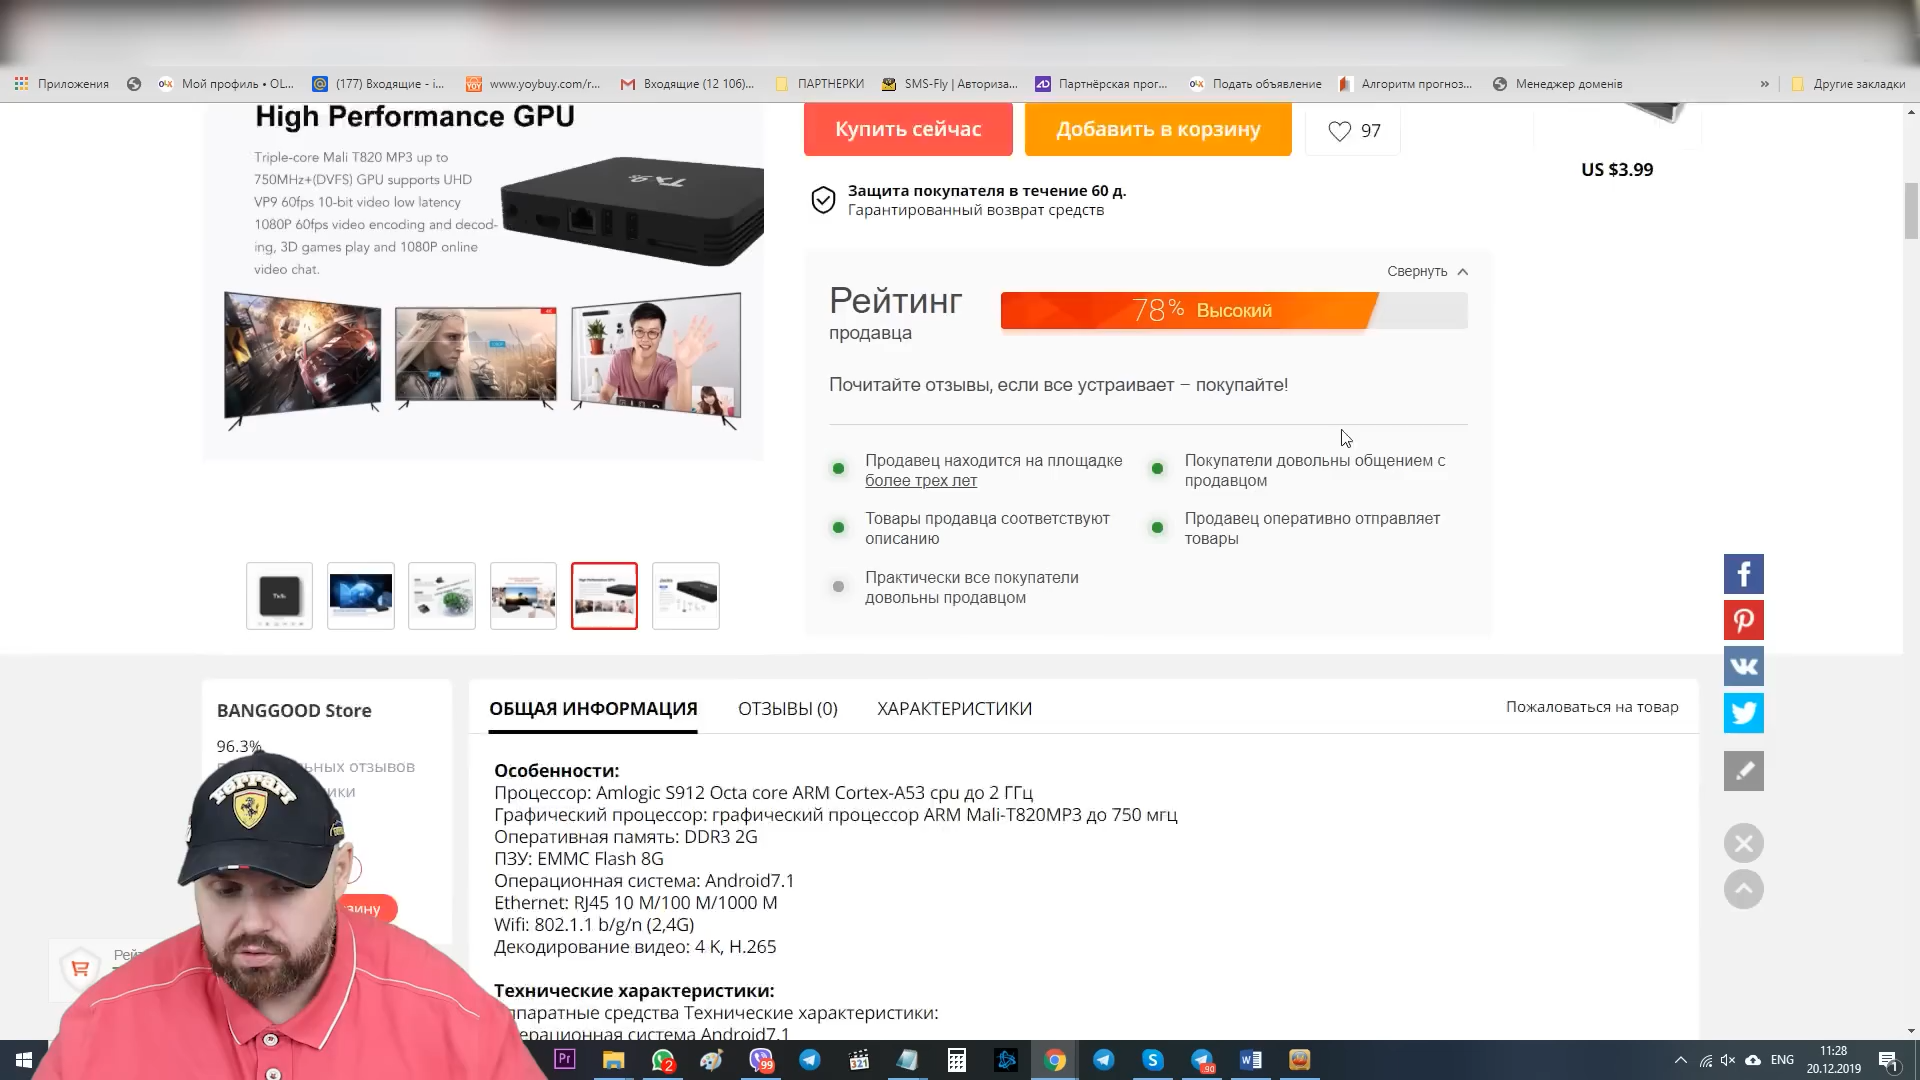 Приложения
Мой профиль • OL...
(177) Входящие - i...
www.yoybuy.com/r...
Входящие (12 106)...
ПАРТНЕРКИ
SMS-Fly | Авториза...
Партнёрская прог...
Подать объявление
Алгоритм прогноз...
Менеджер доменів
»
Другие закладки
High Performance GPU
Triple-core Mali T820 MP3 up to
750MHz+(DVFS) GPU supports UHD
VP9 60fps 10-bit video low latency
1080P 60fps video encoding and decod-
ing, 3D games play and 1080P online
video chat.
Купить сейчас
Добавить в корзину
97
US $3.99
Защита покупателя в течение 60 д.
Гарантированный возврат средств
Свернуть
Рейтинг
продавца
78% Высокий
Почитайте отзывы, если все устраивает – покупайте!
Продавец находится на площадке
более трех лет
Покупатели довольны общением с
продавцом
Товары продавца соответствуют
описанию
Продавец оперативно отправляет
товары
Практически все покупатели
довольны продавцом
BANGGOOD Store
96.3%
ОБЩАЯ ИНФОРМАЦИЯ
ОТЗЫВЫ (0)
ХАРАКТЕРИСТИКИ
Пожаловаться на товар
Особенности:
Процессор: Amlogic S912 Octa core ARM Cortex-A53 cpu до 2 ГГц
Графический процессор: графический процессор ARM Mali-T820MP3 до 750 мгц
Оперативная память: DDR3 2G
ПЗУ: EMMC Flash 8G
Операционная система: Android7.1
Ethernet: RJ45 10 M/100 M/1000 M
Wifi: 802.1.1 b/g/n (2,4G)
Декодирование видео: 4 K, H.265
Технические характеристики:
средства Технические характеристики:
система Android7.1
Ferrari
ENG
11:28
20.12.2019